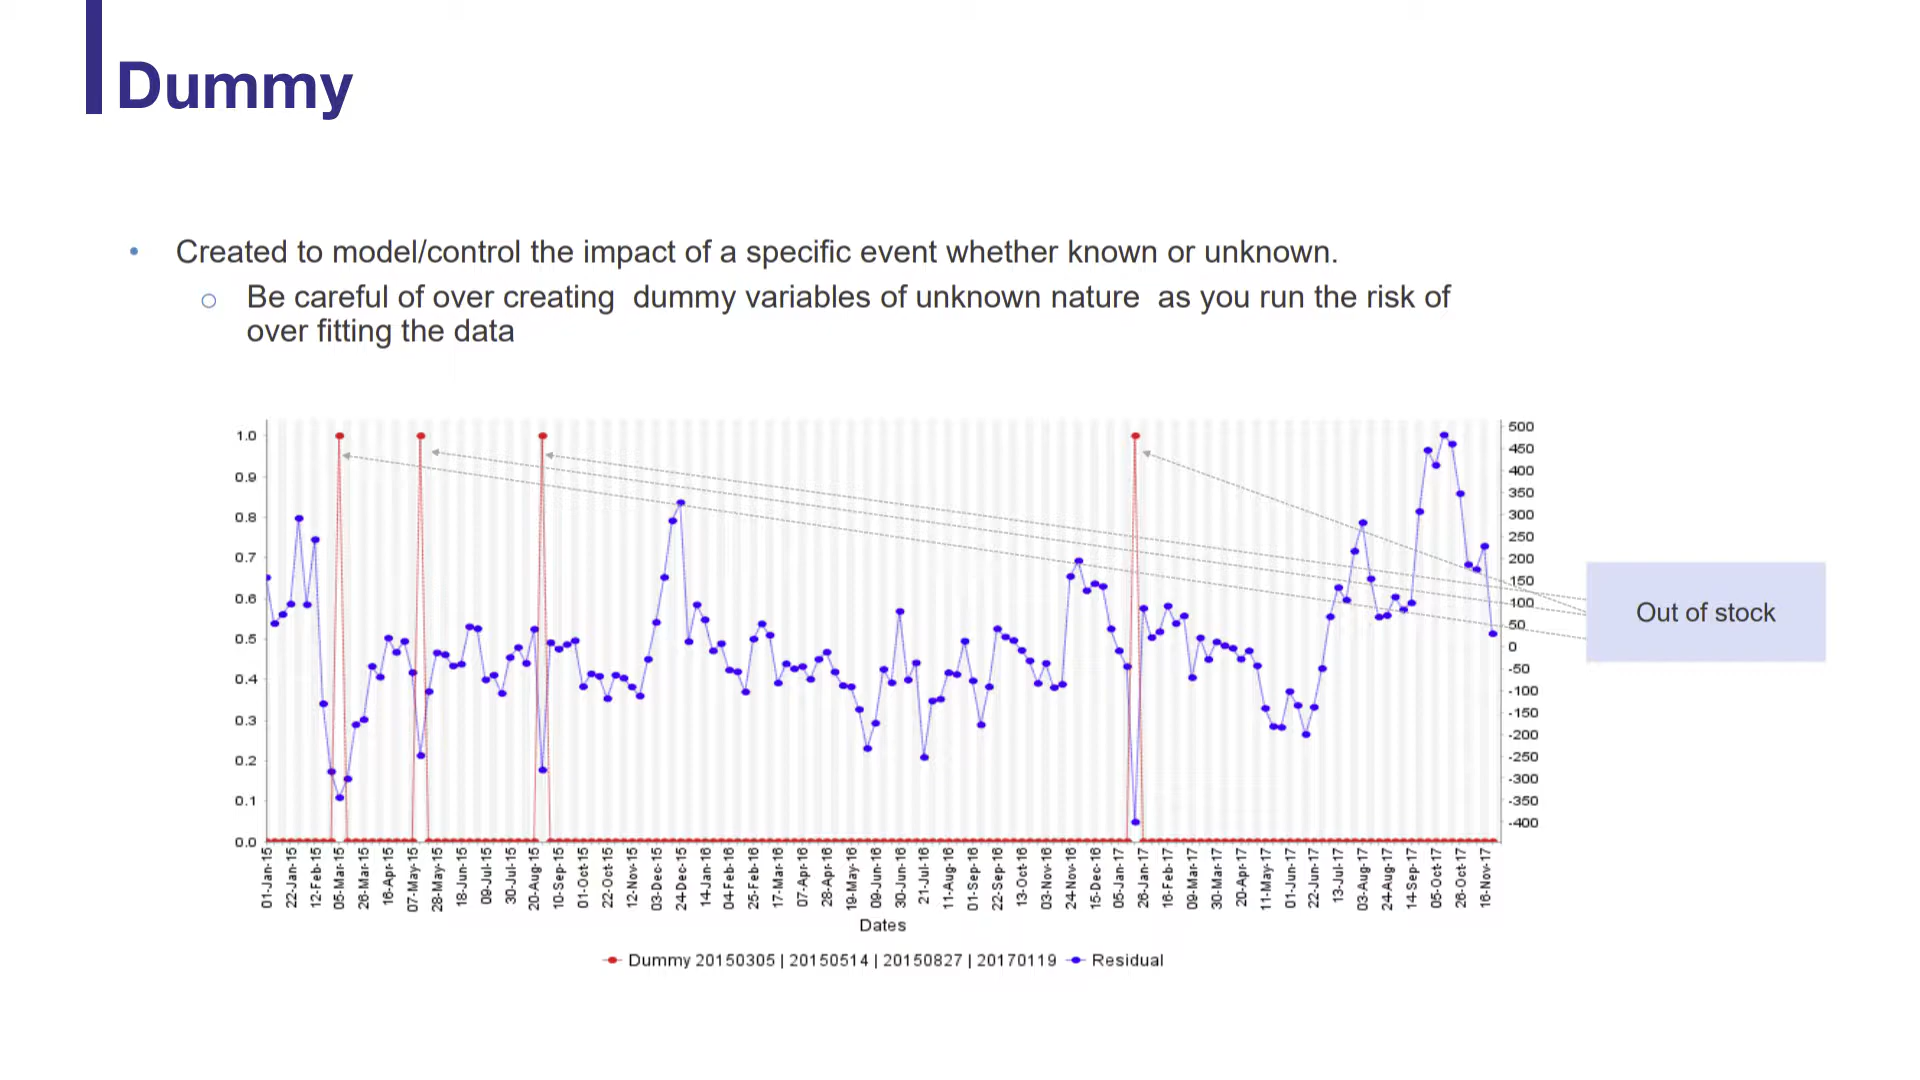 Dummy
• Created to model/control the impact of a specific event whether known or unknown.
o Be careful of over creating  dummy variables of unknown nature  as you run the risk of
over fitting the data
1.0
0.9
0.8
0.7
0.6
0.5
0.4
0.3
0.2
0.1
0.0
500
450
400
350
300
250
200
150
100
50
0
-50
-100
-150
-200
-250
-300
-350
-400
Out of stock
01-Jan-15
22-Jan-15
12-Feb-15
05-Mar-15
26-Mar-15
16-Apr-15
07-May-15
28-May-15
18-Jun-15
09-Jul-15
30-Jul-15
20-Aug-15
10-Sep-15
01-Oct-15
22-Oct-15
12-Nov-15
03-Dec-15
24-Dec-15
14-Jan-16
04-Feb-16
25-Feb-16
17-Mar-16
07-Apr-16
28-Apr-16
19-May-16
09-Jun-16
30-Jun-16
21-Jul-16
11-Aug-16
01-Sep-16
22-Sep-16
13-Oct-16
03-Nov-16
24-Nov-16
15-Dec-16
05-Jan-17
26-Jan-17
16-Feb-17
09-Mar-17
30-Mar-17
20-Apr-17
11-May-17
01-Jun-17
22-Jun-17
13-Jul-17
03-Aug-17
24-Aug-17
14-Sep-17
05-Oct-17
26-Oct-17
16-Nov-17
Dates
Dummy 20150305 | 20150514 | 20150827 | 20170119 Residual